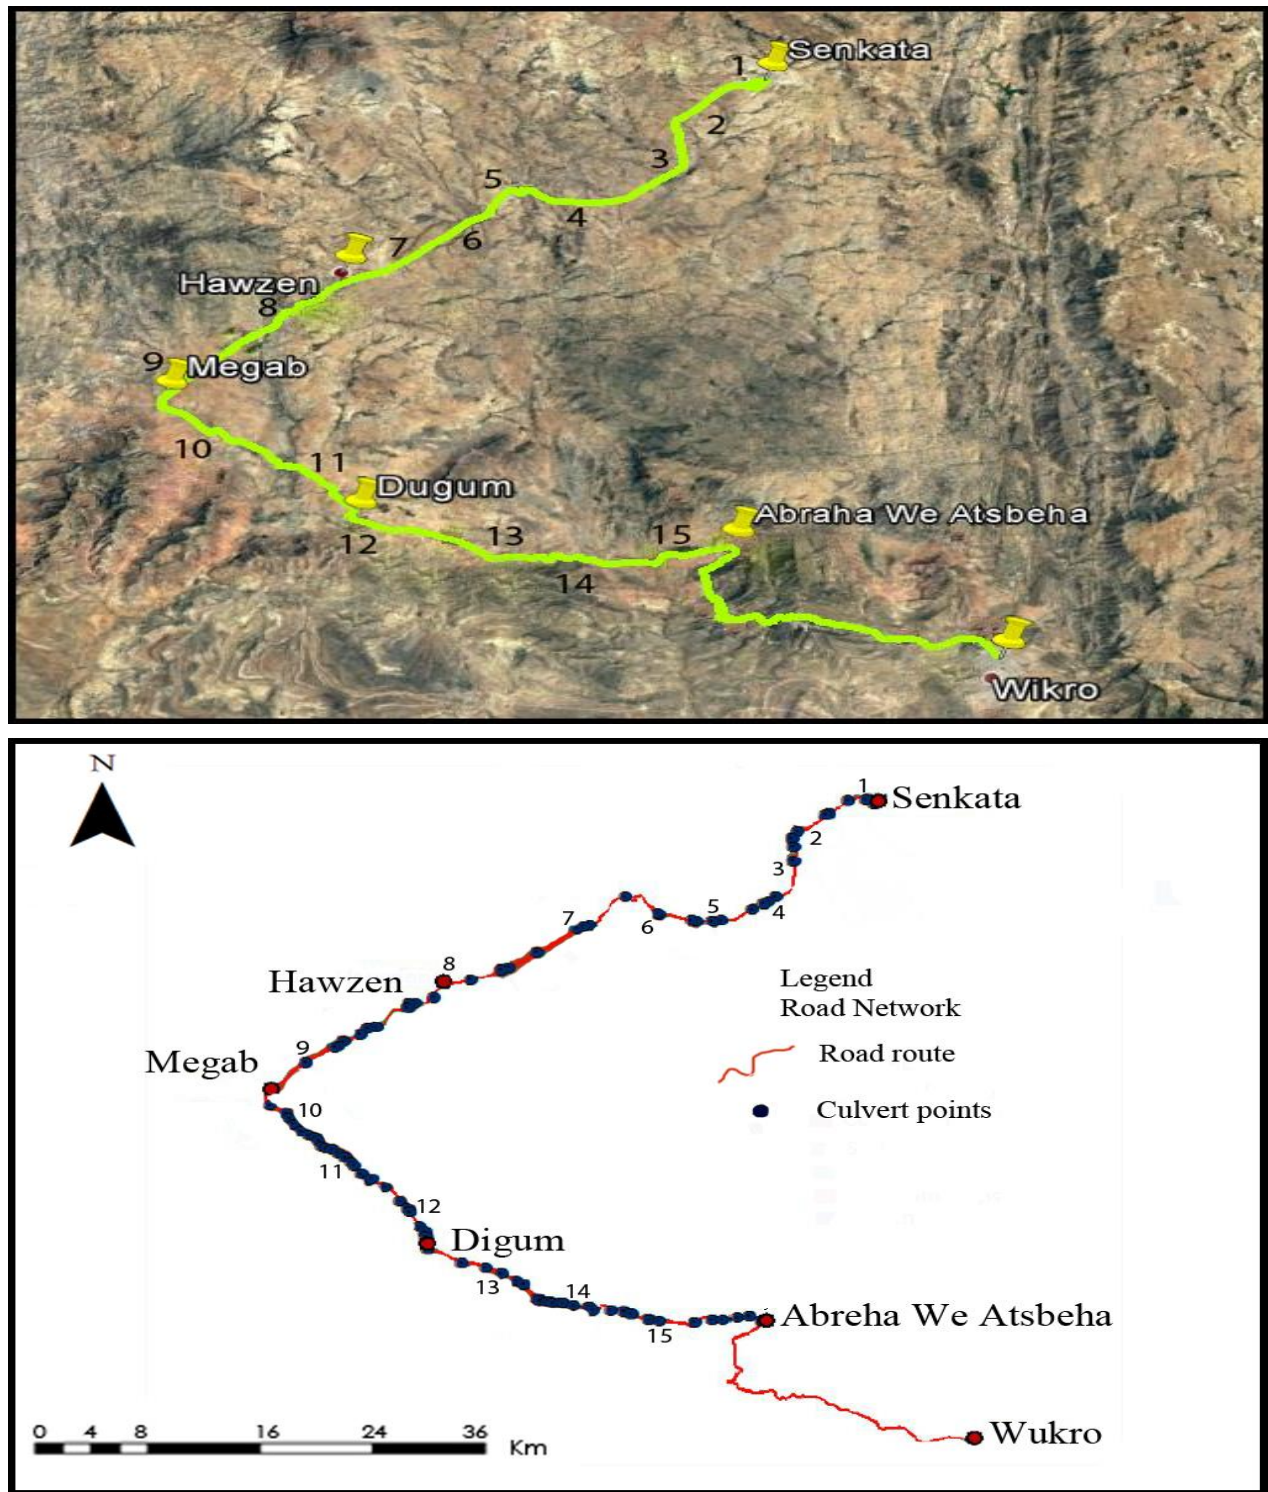 Senkata
1
2
3
5
4
6
7
Hawzen
8
9
Megab
10
11
Dugum
12
13
14
15
Abraha We Atsbeha
Wikro
N
1
Senkata
2
3
4
5
6
7
8
Hawzen
Legend
Road Network
Road route
Culvert points
9
Megab
10
11
12
Digum
13
14
15
Abreha We Atsbeha
Wukro
0 4 8 16 24 36 Km